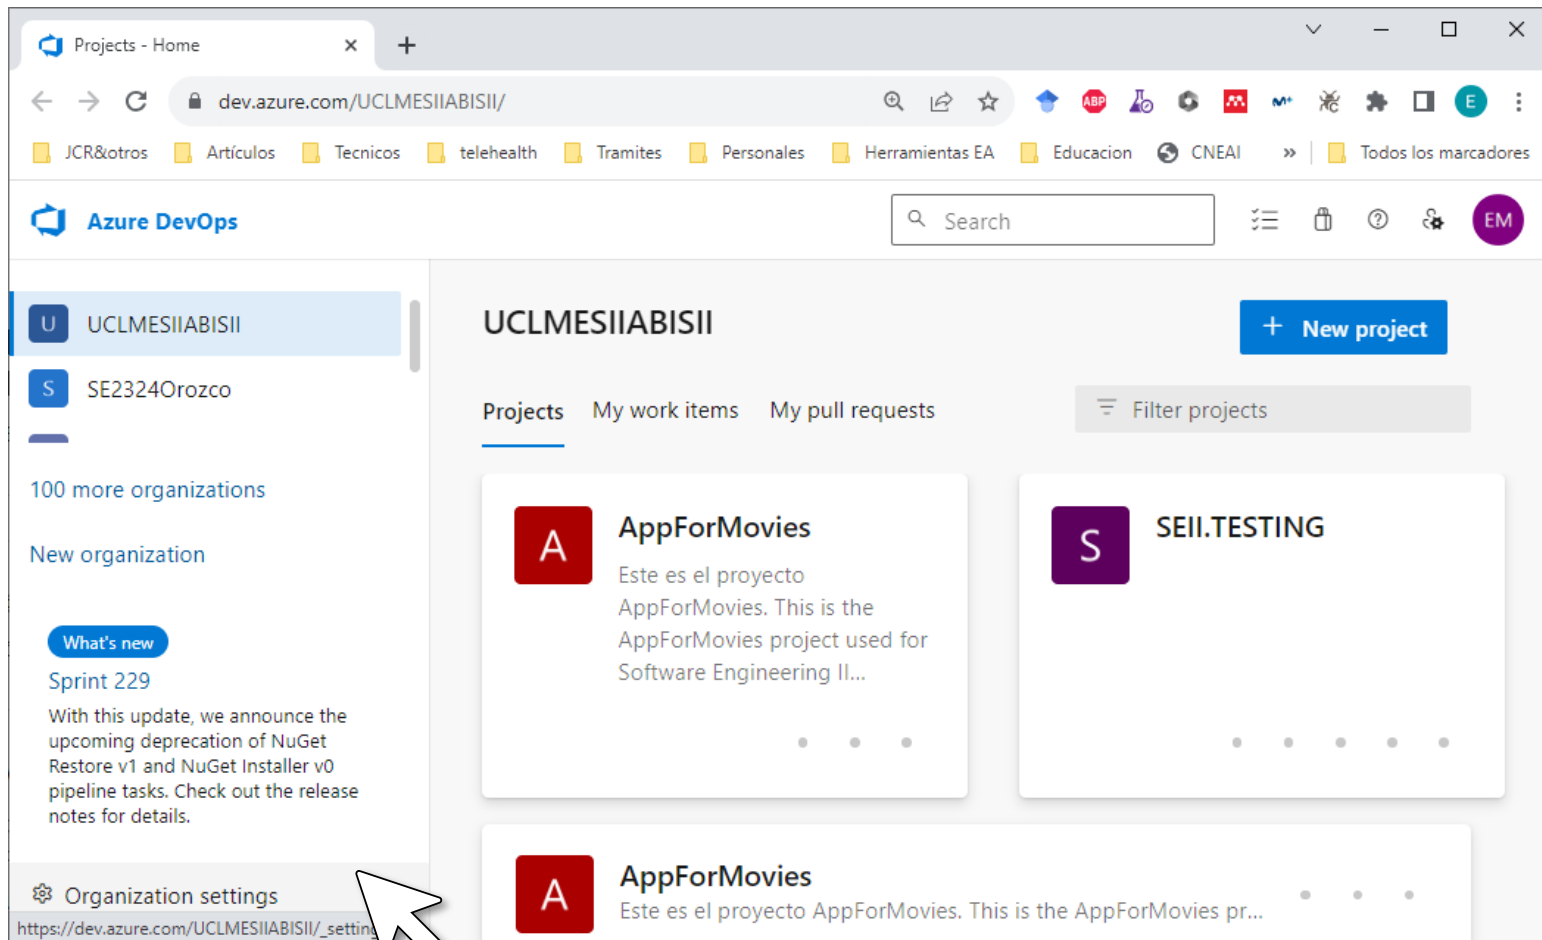 Projects - Home
dev.azure.com/UCLMESIIABISII/
ABP
E
JCR&otros
Artículos
Tecnicos
telehealth
Tramites
Personales
Herramientas EA
Educacion
CNEAI
»
Todos los marcadores
Azure DevOps
Search
EM
U
UCLMESIIABISII
S
SE2324Orozco
100 more organizations
New organization
What's new
Sprint 229
With this update, we announce the
upcoming deprecation of NuGet
Restore v1 and NuGet Installer v0
pipeline tasks. Check out the release
notes for details.
Organization settings
https://dev.azure.com/UCLMESIIABISII/_setting
UCLMESIIABISII
+ New project
Projects
My work items
My pull requests
Filter projects
A
AppForMovies
Este es el proyecto
AppForMovies. This is the
AppForMovies project used for
Software Engineering II...
S
SEII.TESTING
A
AppForMovies
Este es el proyecto AppForMovies. This is the AppForMovies pr...